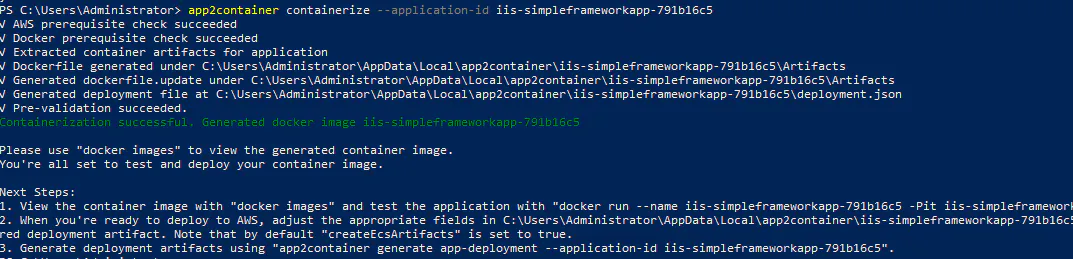 PS C:\Users\Administrator> app2container containerize --application-id iis-simpleframeworkapp-791b16c5
√ AWS prerequisite check succeeded
√ Docker prerequisite check succeeded
√ Extracted container artifacts for application
√ Dockerfile generated under C:\Users\Administrator\AppData\Local\app2container\iis-simpleframeworkapp-791b16c5\Artifacts
√ Generated dockerfile.update under C:\Users\Administrator\AppData\Local\app2container\iis-simpleframeworkapp-791b16c5\Artifacts
√ Generated deployment file at C:\Users\Administrator\AppData\Local\app2container\iis-simpleframeworkapp-791b16c5\deployment.json
√ Pre-validation succeeded.
Containerization successful. Generated docker image iis-simpleframeworkapp-791b16c5
Please use "docker images" to view the generated container image.
You're all set to test and deploy your container image.
Next Steps:
1. View the container image with "docker images" and test the application with "docker run --name iis-simpleframeworkapp-791b16c5 -Pit iis-simpleframework
2. When you're ready to deploy to AWS, adjust the appropriate fields in C:\Users\Administrator\AppData\Local\app2container\iis-simpleframeworkapp-791b16c5
red deployment artifact. Note that by default "createEcsArtifacts" is set to true.
3. Generate deployment artifacts using "app2container generate app-deployment --application-id iis-simpleframeworkapp-791b16c5".